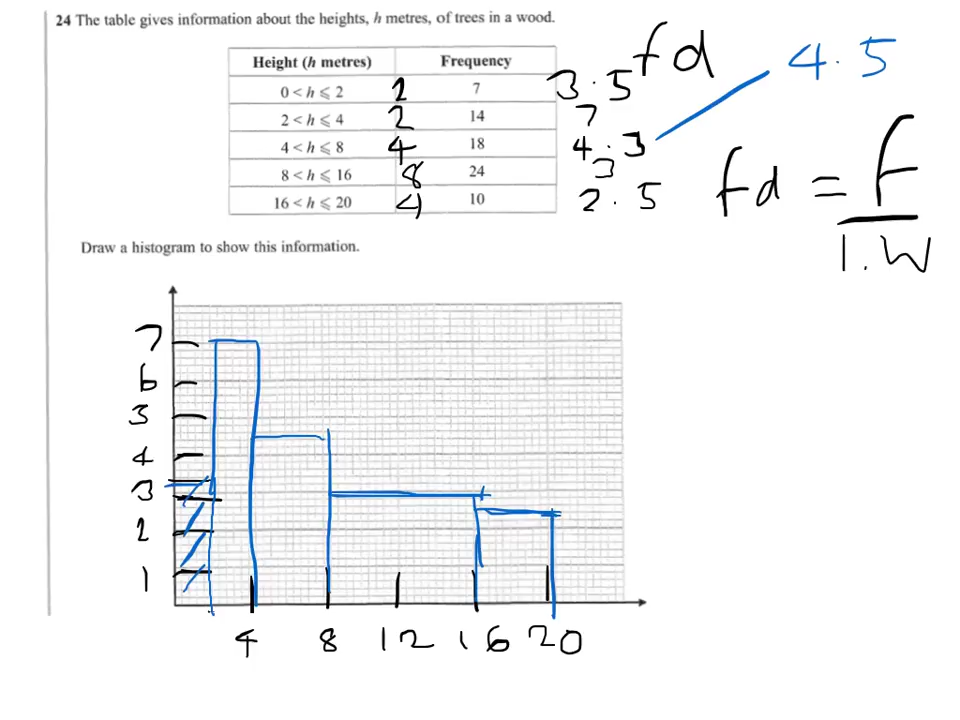 24 The table gives information about the heights, h metres, of trees in a wood.
Height (h metres) Frequency
0 < h ⩽ 2 2 7
2 < h ⩽ 4 2 14
4 < h ⩽ 8 4 18
8 < h ⩽ 16 8 24
16 < h ⩽ 20 4 10
fd
3.5
7
4.3
3
2.5
4.5
fd = F
I.W
Draw a histogram to show this information.
7
6
5
4
3
2
1
4 8 12 16 20